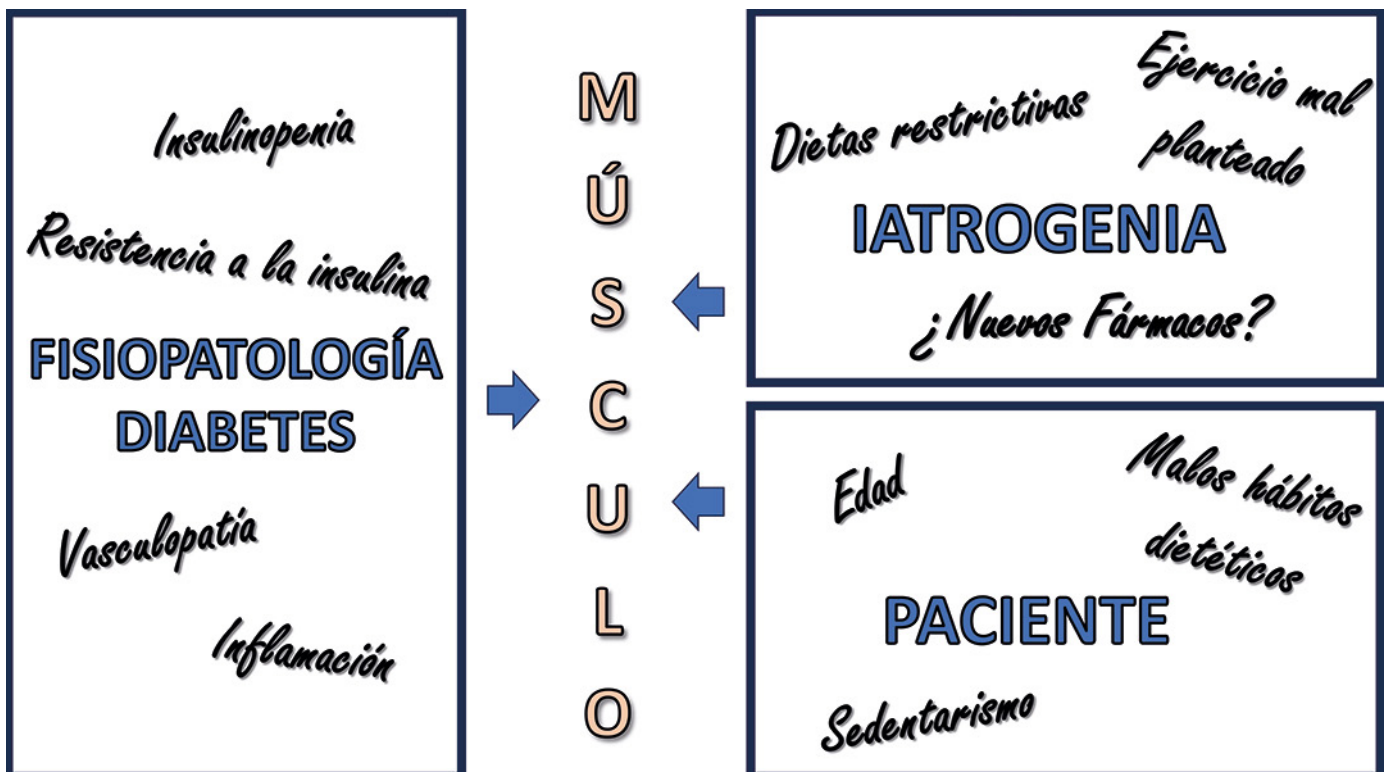 Insulinopenia
Resistencia a la insulina
FISIOPATOLOGÍA
DIABETES
Vasculopatía
Inflamación
M
Ú
S
C
U
L
O
Dietas restrictivas
Ejercicio mal
planteado
IATROGENIA
¿Nuevos Fármacos?
Edad
Malos hábitos
dietéticos
PACIENTE
Sedentarismo